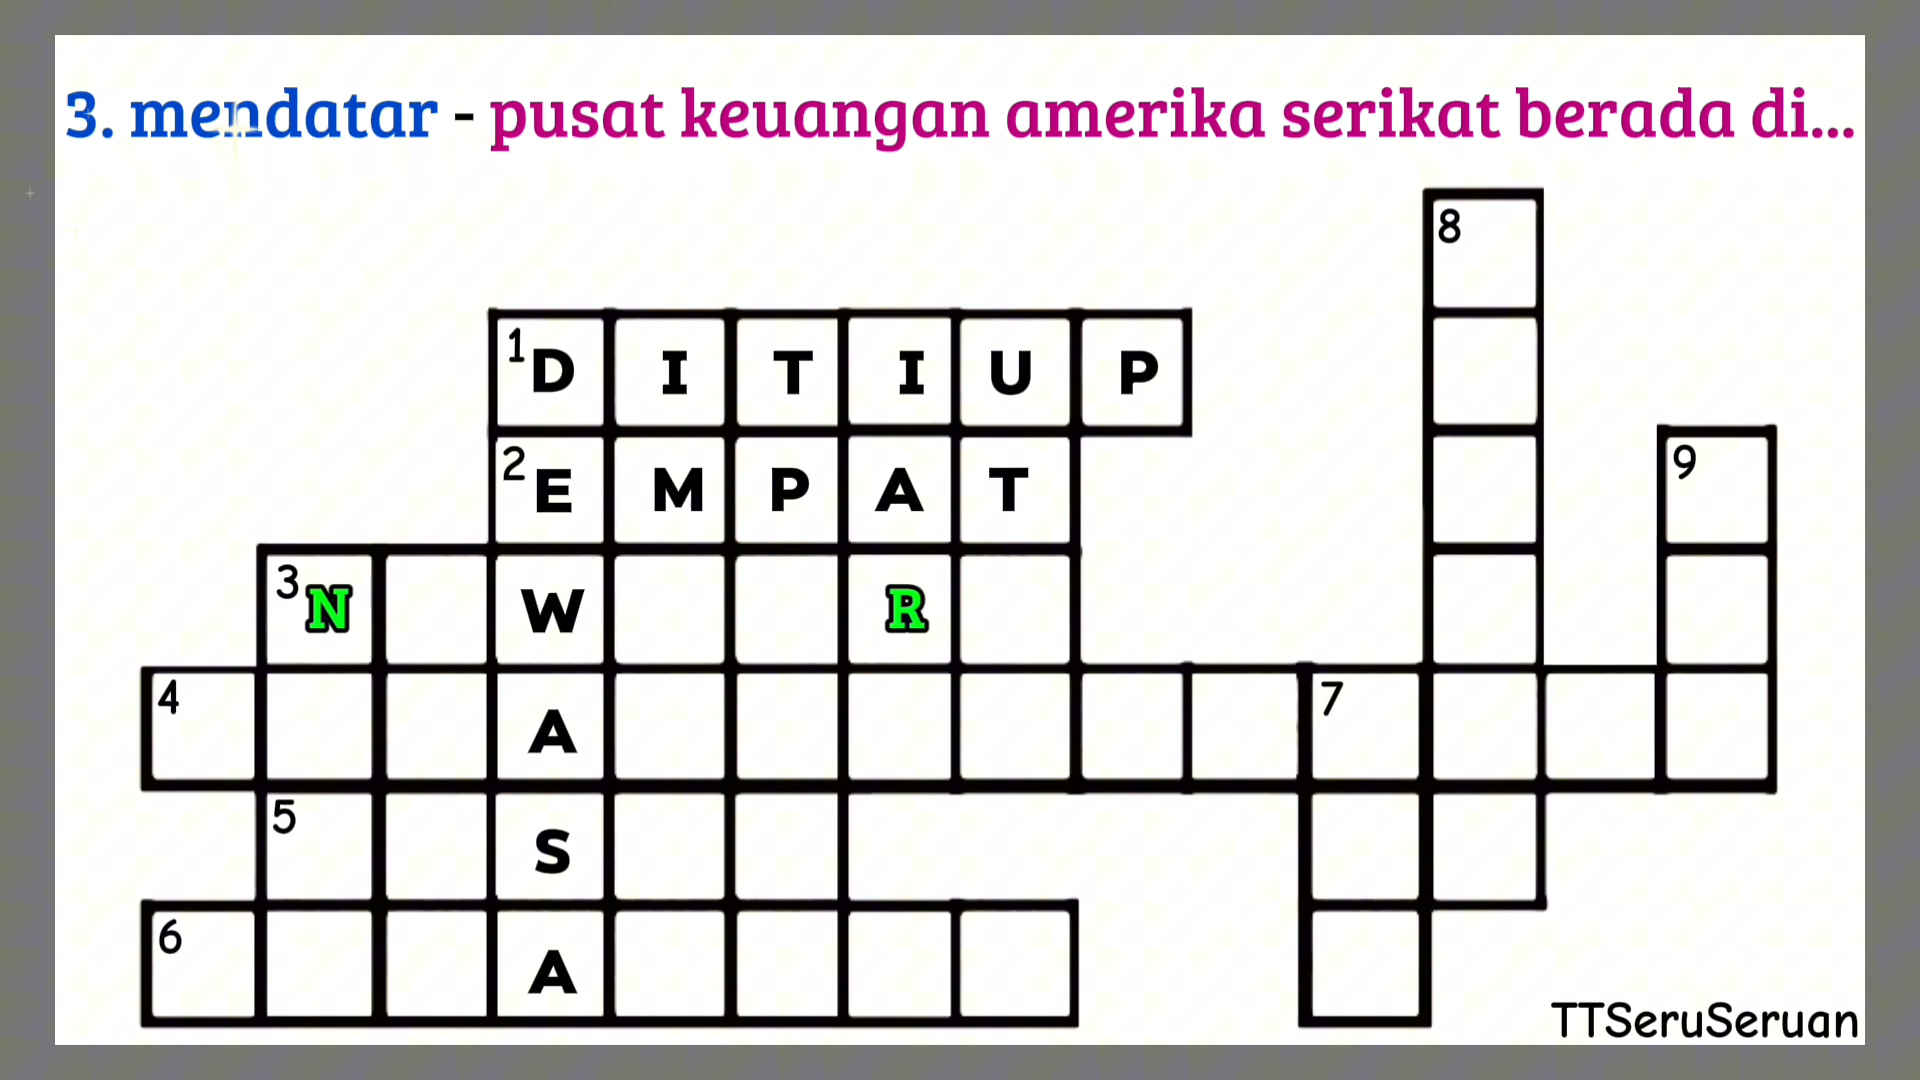 3. mendatar - pusat keuangan amerika serikat berada di...
8
1 D I T I U P
2 E M P A T
9
3 N W R
4 A 7
5 S
6 A
TTSeruSeruan